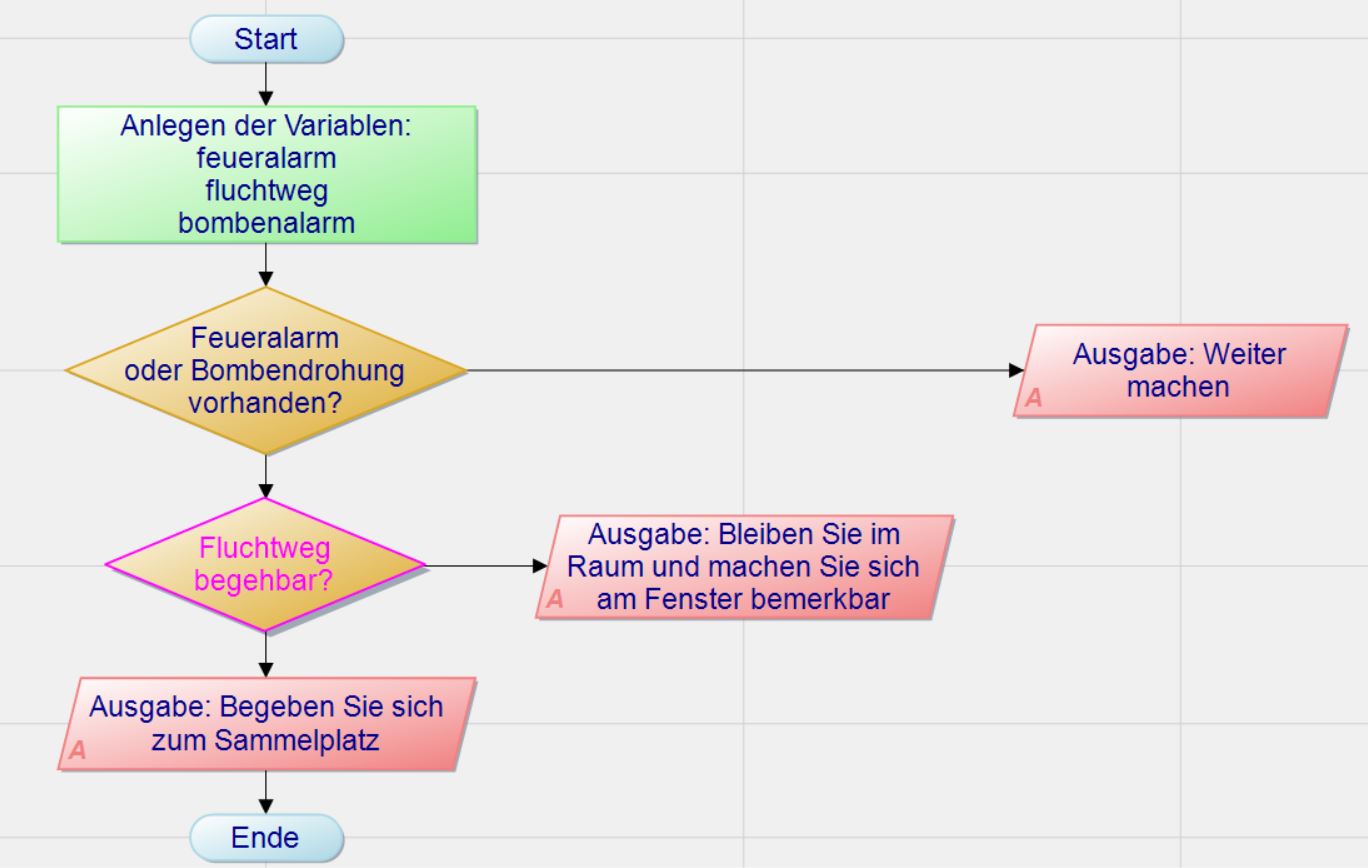 Start
Anlegen der Variablen:
feueralarm
fluchtweg
bombenalarm
Feueralarm
oder Bombendrohung
vorhanden?
Ausgabe: Weiter
machen
A
Fluchtweg
begehbar?
Ausgabe: Bleiben Sie im
Raum und machen Sie sich
am Fenster bemerkbar
A
Ausgabe: Begeben Sie sich
zum Sammelplatz
A
Ende